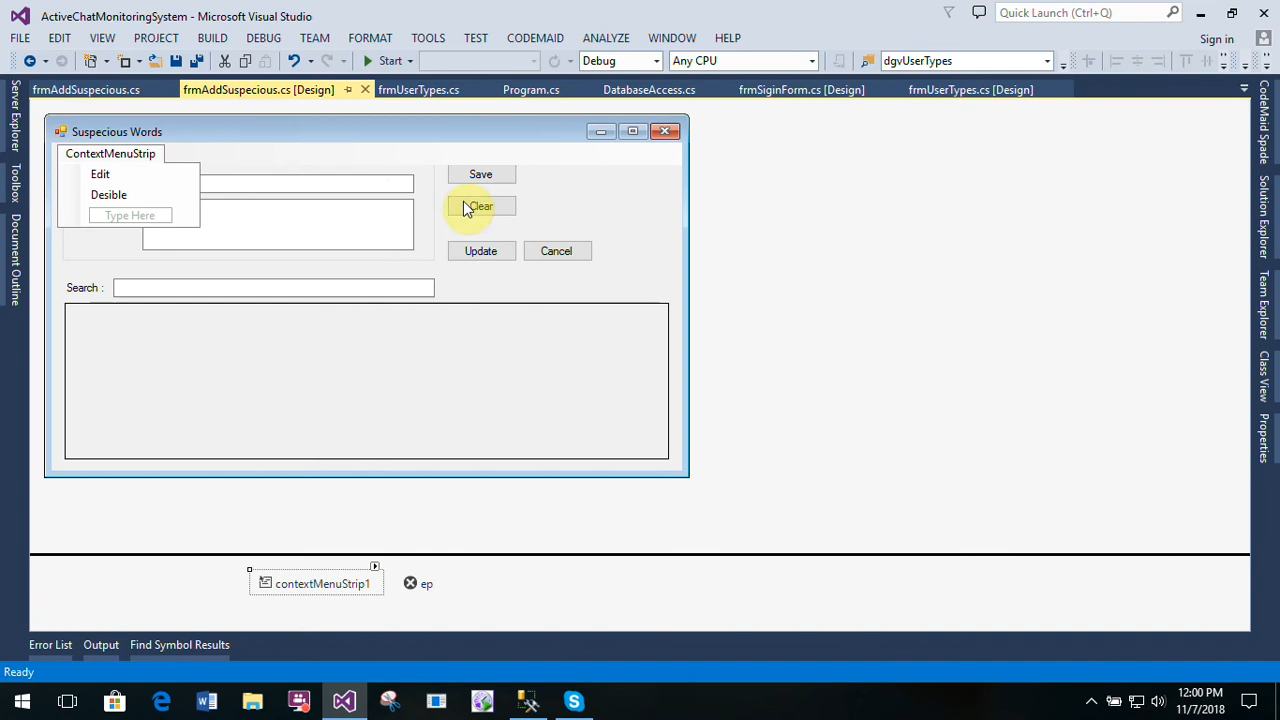 ActiveChatMonitoringSystem - Microsoft Visual Studio
Quick Launch (Ctrl+Q)
FILE EDIT VIEW PROJECT BUILD DEBUG TEAM FORMAT TOOLS TEST CODEMAID ANALYZE WINDOW HELP
Sign in
Start Debug Any CPU dgvUserTypes
frmAddSuspecious.cs frmAddSuspecious.cs [Design] frmUserTypes.cs Program.cs DatabaseAccess.cs frmSiginForm.cs [Design] frmUserTypes.cs [Design]
Server Explorer
Toolbox
Document Outline
Suspecious Words
ContextMenuStrip
Edit
Desible
Type Here
Save
Clear
Update Cancel
Search :
CodeMaid Spade
Solution Explorer
Team Explorer
Class View
Properties
contextMenuStrip1 ep
Error List Output Find Symbol Results
Ready
12:00 PM
11/7/2018